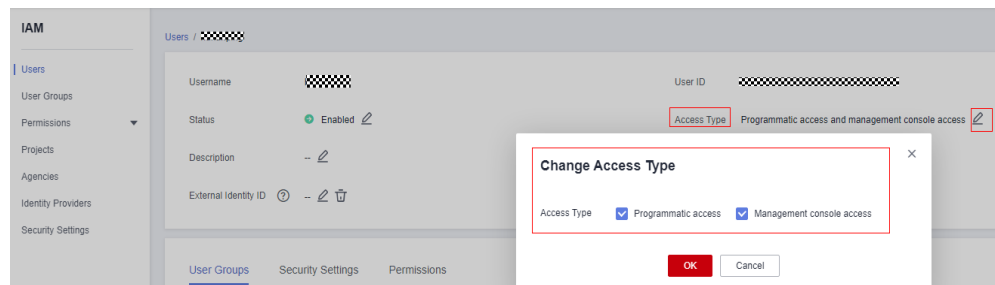 IAM
Users /
Users
User Groups
Permissions
Projects
Agencies
Identity Providers
Security Settings
Username
User ID
Status Enabled
Access Type Programmatic access and management console access
Description --
External Identity ID ? --
Change Access Type
Access Type Programmatic access Management console access
OK Cancel
User Groups Security Settings Permissions